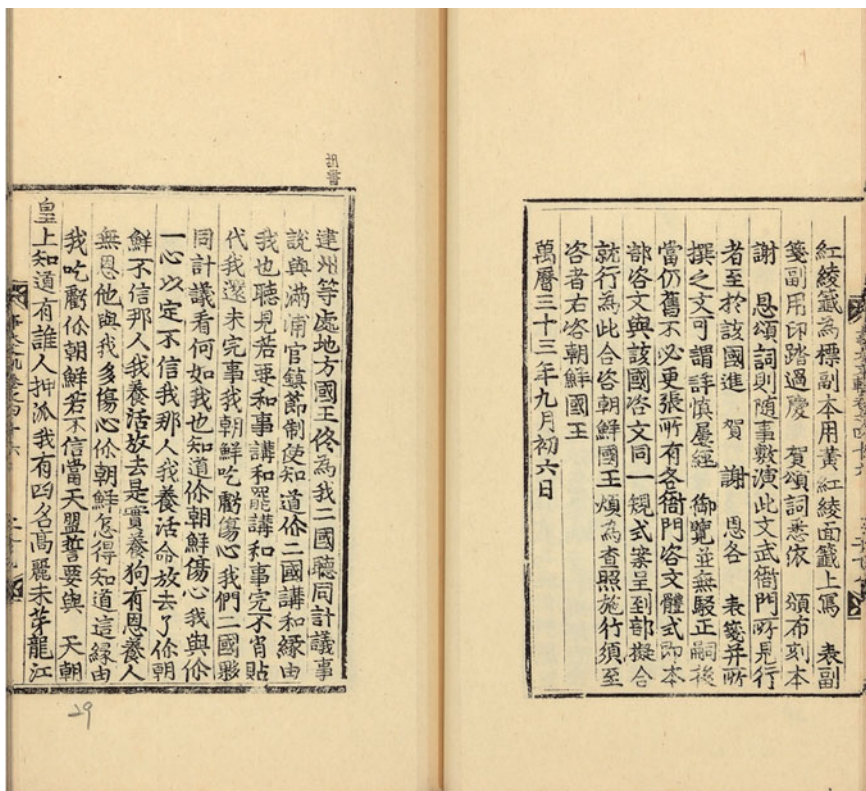 紅綾籤為標副本用黃紅綾面籤上寫　表副
箋副用印踏過慶　賀頌詞悉依　頒布刻本
謝　恩頌詞則隨事敷演此文武衙門所見行
者至於該國進　賀　謝　恩各　表箋并所
撰之文可謂詳慎屢經　御覽並無駁正嗣後
當仍舊不必更張所有各衙門咨文體式即本
部咨文與該國咨文同一規式案呈到部擬合
就行為此合咨朝鮮國王　煩為查照施行須至
咨者右咨朝鮮國王
萬曆三十三年九月初六日
胡書
建州等處地方國王佟為我二國聽同計議事
說與滿浦官鎮節制使知道你二國講和緣由
我也聽見若要和事講和罷講和事完不肯貼
代我還未完事我朝鮮吃虧傷心我們二國夥
同計議看何如我也知道你朝鮮傷心我與你
一心以定不信我那人我養活命放去了你朝
鮮不信那人我養活放去是實養狗有恩養人
無恩他與我多傷心你朝鮮怎得知道這緣由
我吃虧你朝鮮若不信當天盟誓要與　天朝
皇上知道有誰人押派我有四名高麗末芽龍江
29